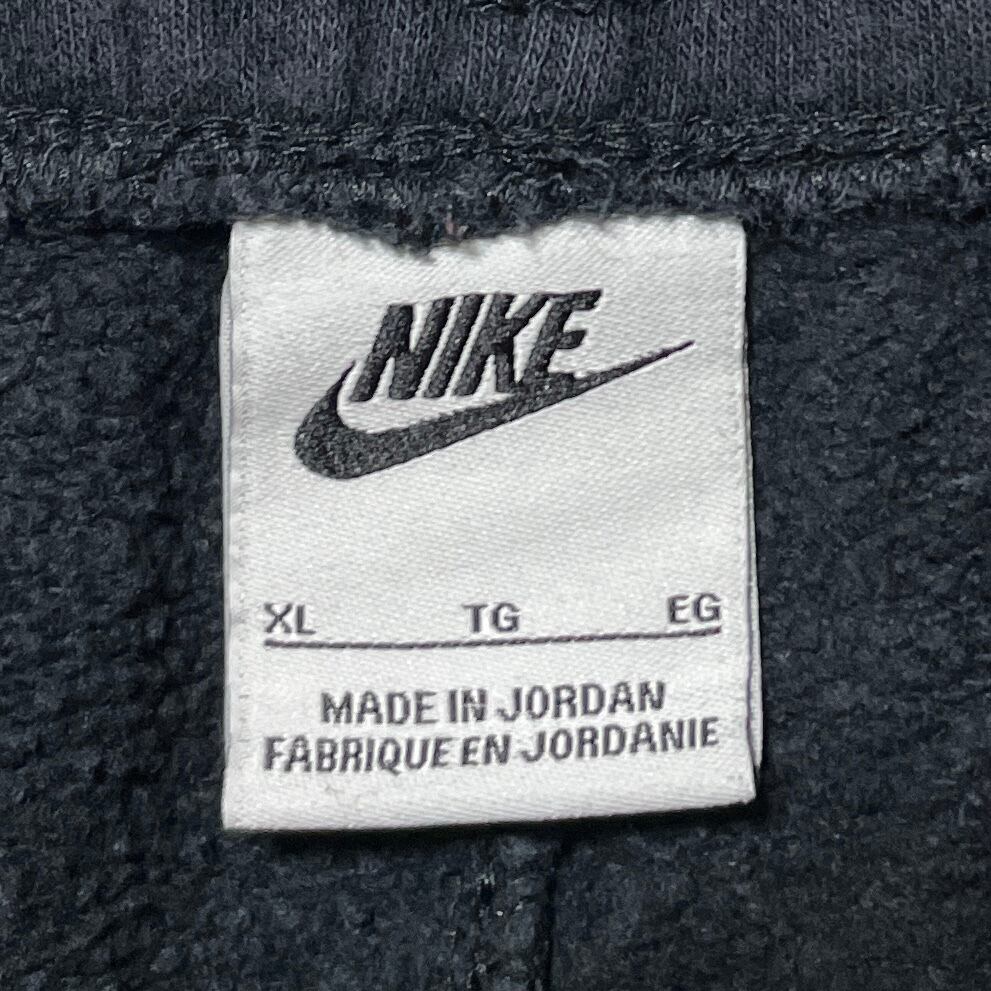 NIKE
XL TG EG
MADE IN JORDAN
FABRIQUE EN JORDANIE